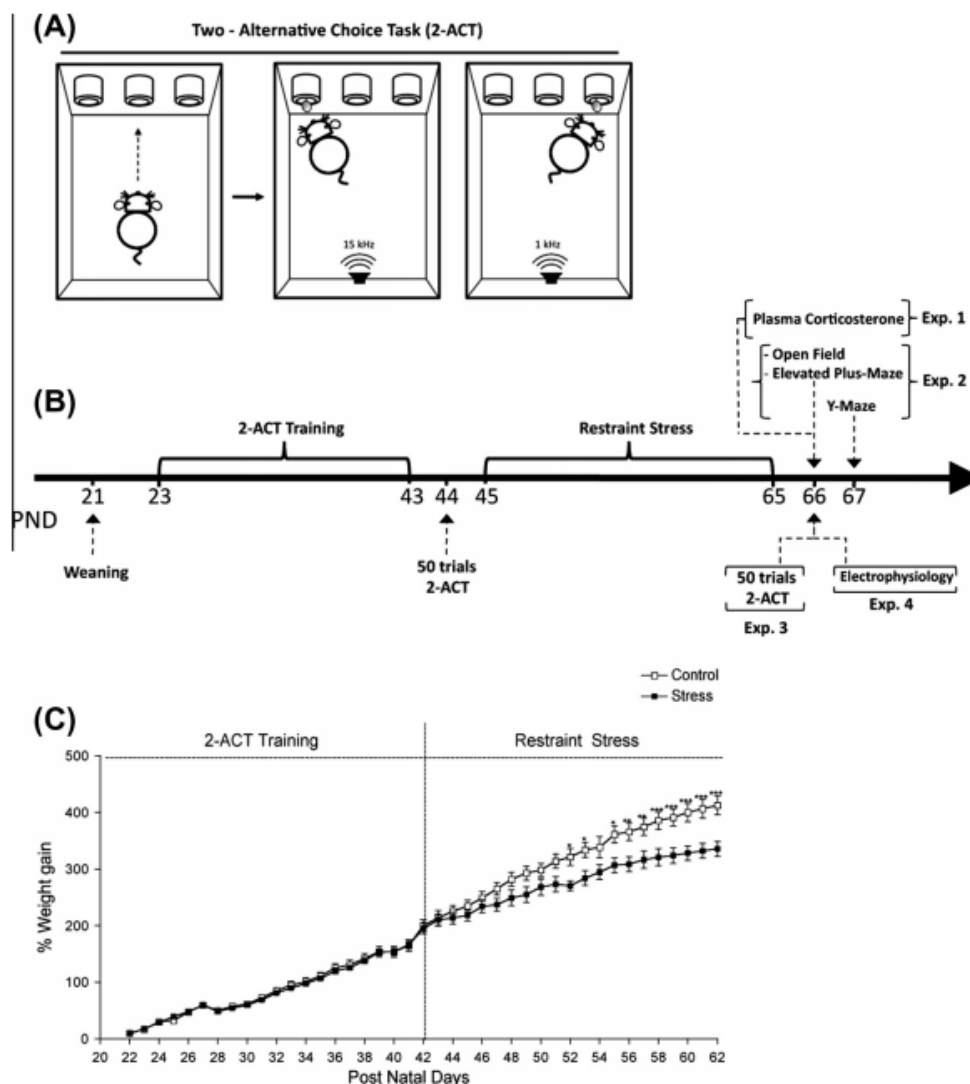 (A)
Two - Alternative Choice Task (2-ACT)
15 kHz
1 kHz
Plasma Corticosterone
Exp. 1
- Open Field
- Elevated Plus-Maze
Exp. 2
Y-Maze
(B)
2-ACT Training
Restraint Stress
21 23 43 44 45 65 66 67
PND
Weaning
50 trials
2-ACT
50 trials
2-ACT
Exp. 3
Electrophysiology
Exp. 4
Control
Stress
(C)
2-ACT Training
Restraint Stress
500
400
300
200
100
0
% Weight gain
20 22 24 26 28 30 32 34 36 38 40 42 44 46 48 50 52 54 56 58 60 62
Post Natal Days